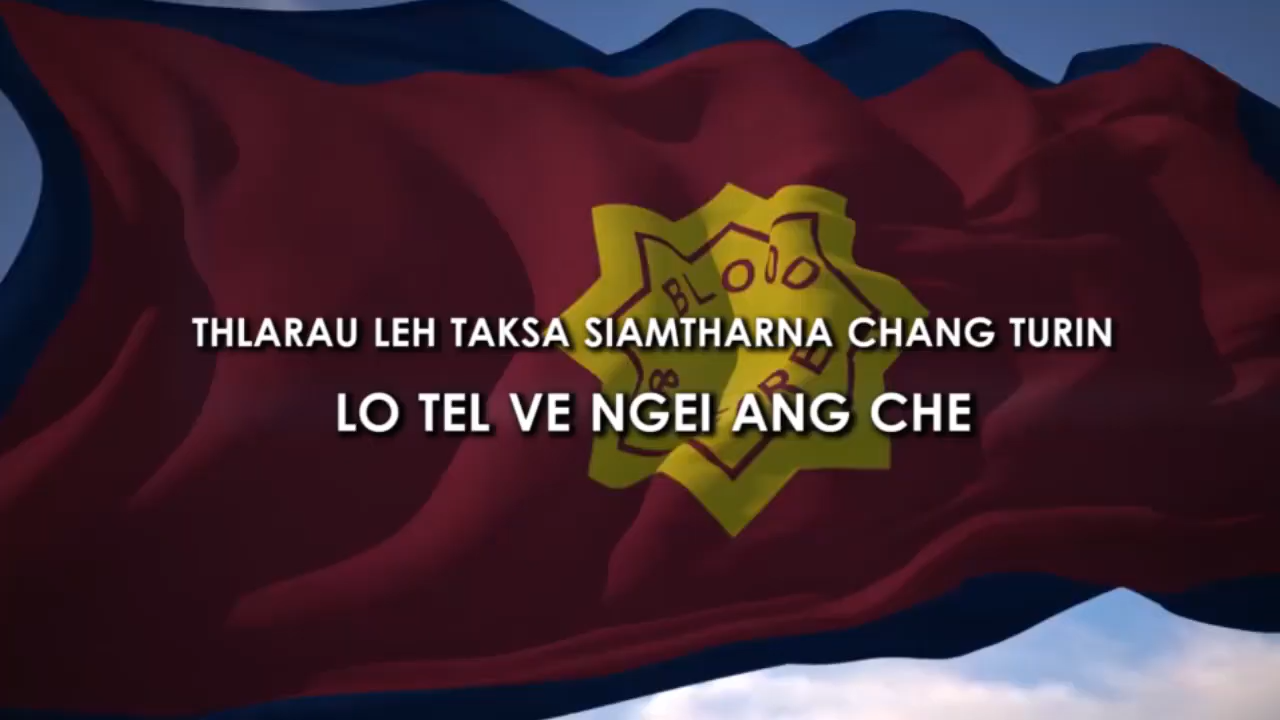 BLOOD
THLARAU LEH TAKSA SIAMTHARNA CHANG TURIN
&
LO TEL VE NGEI ANG CHE